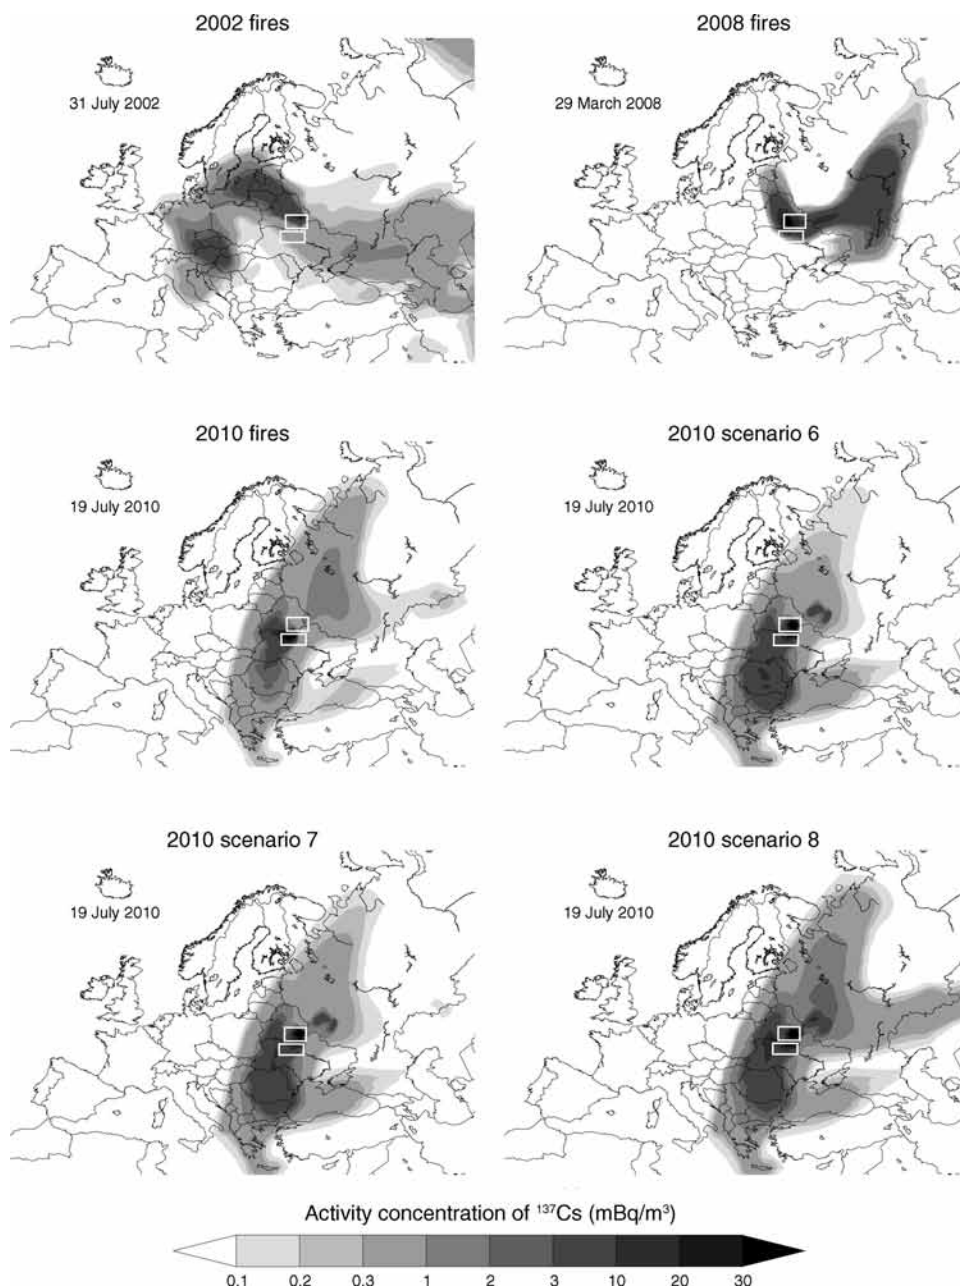 2002 fires
31 July 2002
2008 fires
29 March 2008
2010 fires
19 July 2010
2010 scenario 6
19 July 2010
2010 scenario 7
19 July 2010
2010 scenario 8
19 July 2010
Activity concentration of ¹³⁷Cs (mBq/m³)
0.1 0.2 0.3 1 2 3 10 20 30